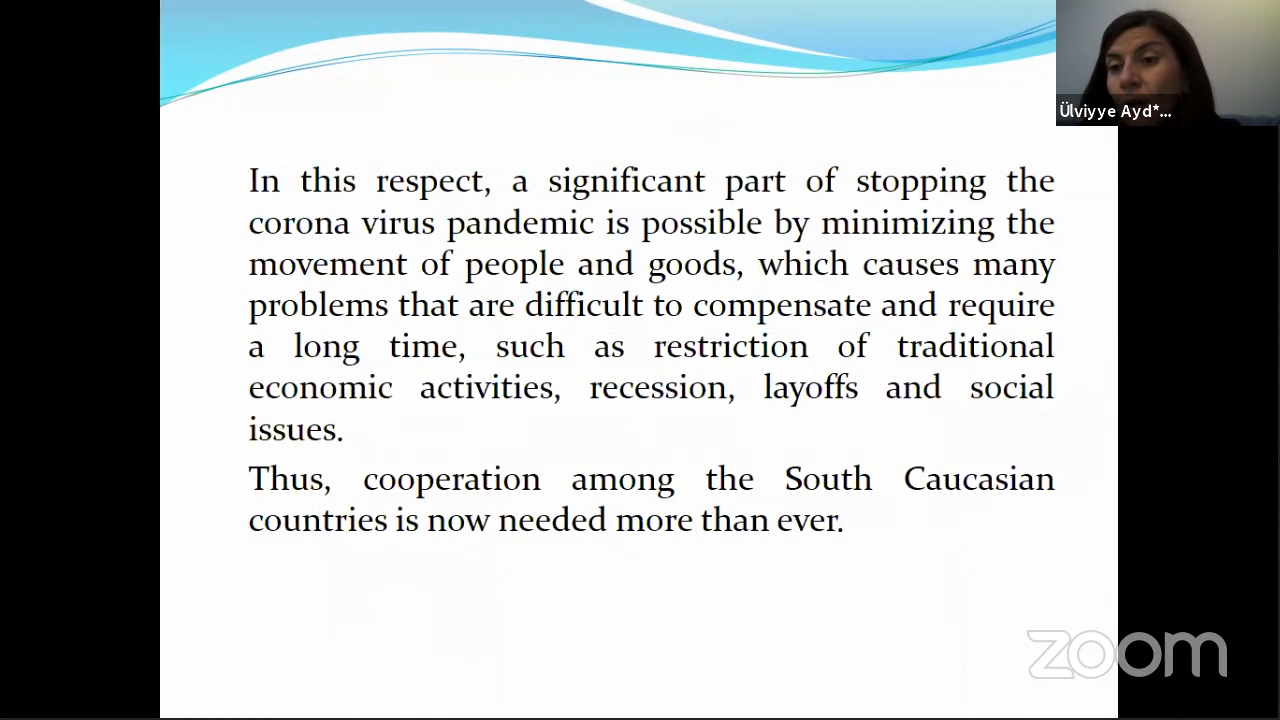 Ülviyye Ayd*...
In this respect, a significant part of stopping the
corona virus pandemic is possible by minimizing the
movement of people and goods, which causes many
problems that are difficult to compensate and require
a long time, such as restriction of traditional
economic activities, recession, layoffs and social
issues.
Thus, cooperation among the South Caucasian
countries is now needed more than ever.
zoom